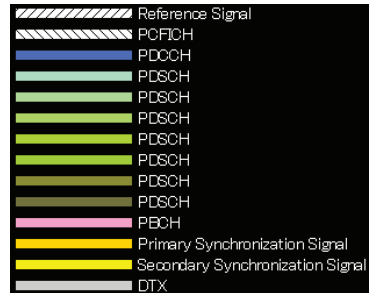 Reference Signal
PCFICH
PDCCH
PDSCH
PDSCH
PDSCH
PDSCH
PDSCH
PDSCH
PDSCH
PBCH
Primary Synchronization Signal
Secondary Synchronization Signal
DTX